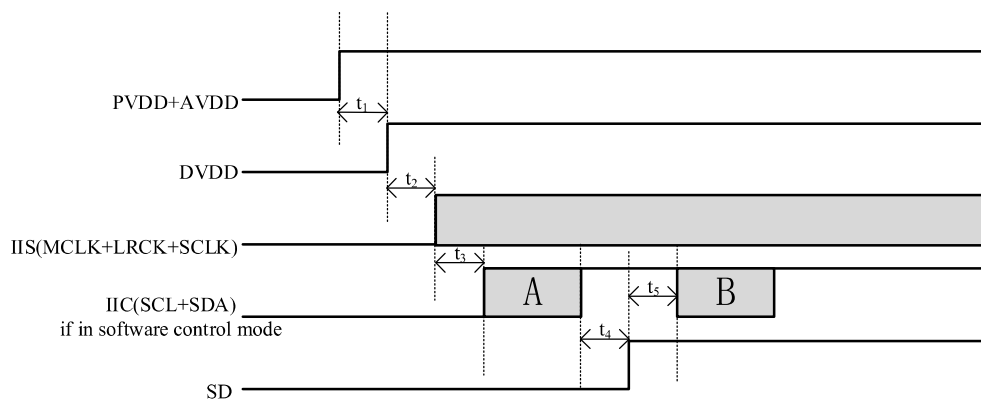 PVDD+AVDD
t1
DVDD
t2
IIS(MCLK+LRCK+SCLK)
t3
IIC(SCL+SDA)
if in software control mode
A
t5
B
t4
SD